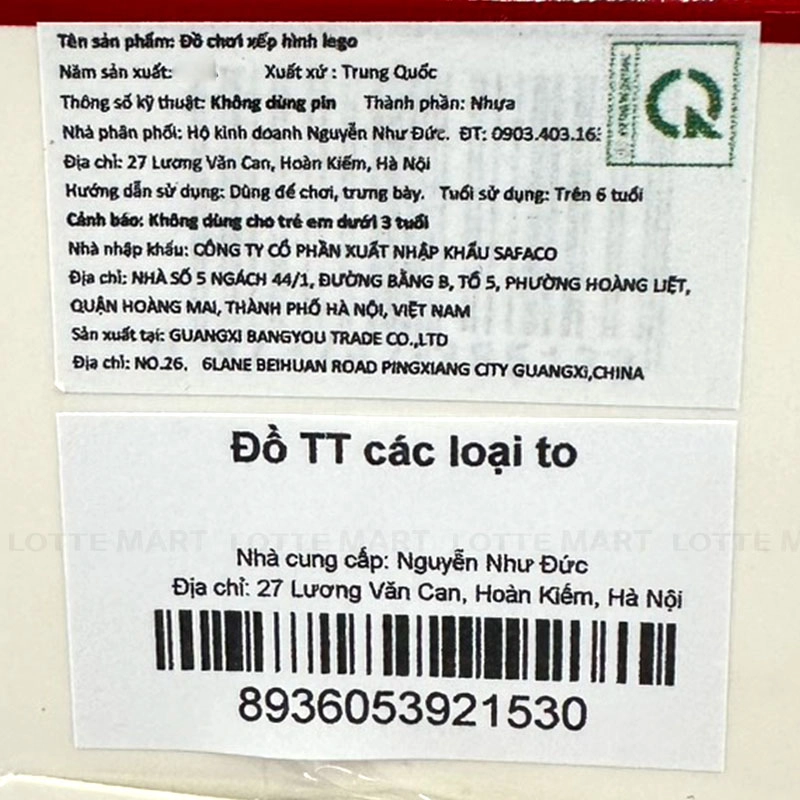 Tên sản phẩm: Đồ chơi xếp hình lego
Năm sản xuất: Xuất xứ : Trung Quốc
Thông số kỹ thuật: Không dùng pin Thành phần: Nhựa
Nhà phân phối: Hộ kinh doanh Nguyễn Như Đức. ĐT: 0903.403.163
Địa chỉ: 27 Lương Văn Can, Hoàn Kiếm, Hà Nội
Hướng dẫn sử dụng: Dùng để chơi, trưng bày. Tuổi sử dụng: Trên 6 tuổi
Cảnh báo: Không dùng cho trẻ em dưới 3 tuổi
Nhà nhập khẩu: CÔNG TY CỔ PHẦN XUẤT NHẬP KHẨU SAFACO
Địa chỉ: NHÀ SỐ 5 NGÁCH 44/1, ĐƯỜNG BẰNG B, TỔ 5, PHƯỜNG HOÀNG LIỆT,
QUẬN HOÀNG MAI, THÀNH PHỐ HÀ NỘI, VIỆT NAM
Sản xuất tại: GUANGXI BANGYOU TRADE CO.,LTD
Địa chỉ: NO.26, 6LANE BEIHUAN ROAD PINGXIANG CITY GUANGXI,CHINA
Đồ TT các loại to
LOTTE MART LOTTE MART LOTTE MART LOTTE M
Nhà cung cấp: Nguyễn Như Đức
Địa chỉ: 27 Lương Văn Can, Hoàn Kiếm, Hà Nội
8936053921530